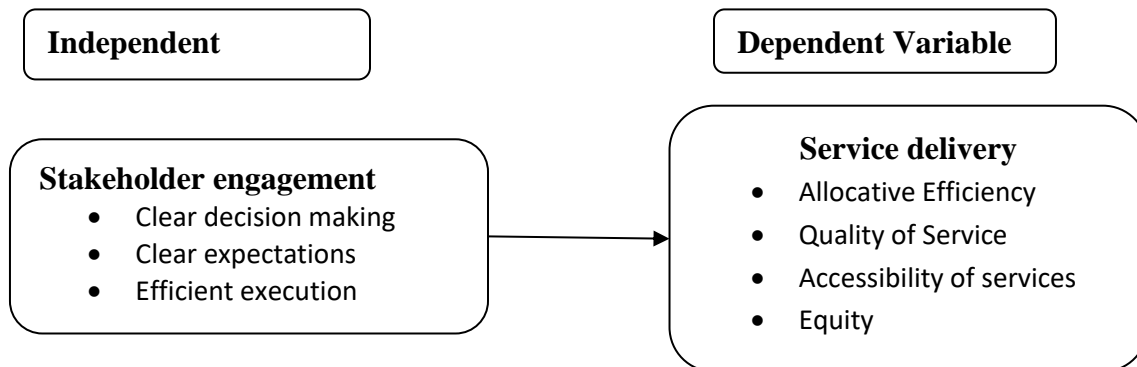 Independent
Dependent Variable
Stakeholder engagement
• Clear decision making
• Clear expectations
• Efficient execution
Service delivery
• Allocative Efficiency
• Quality of Service
• Accessibility of services
• Equity